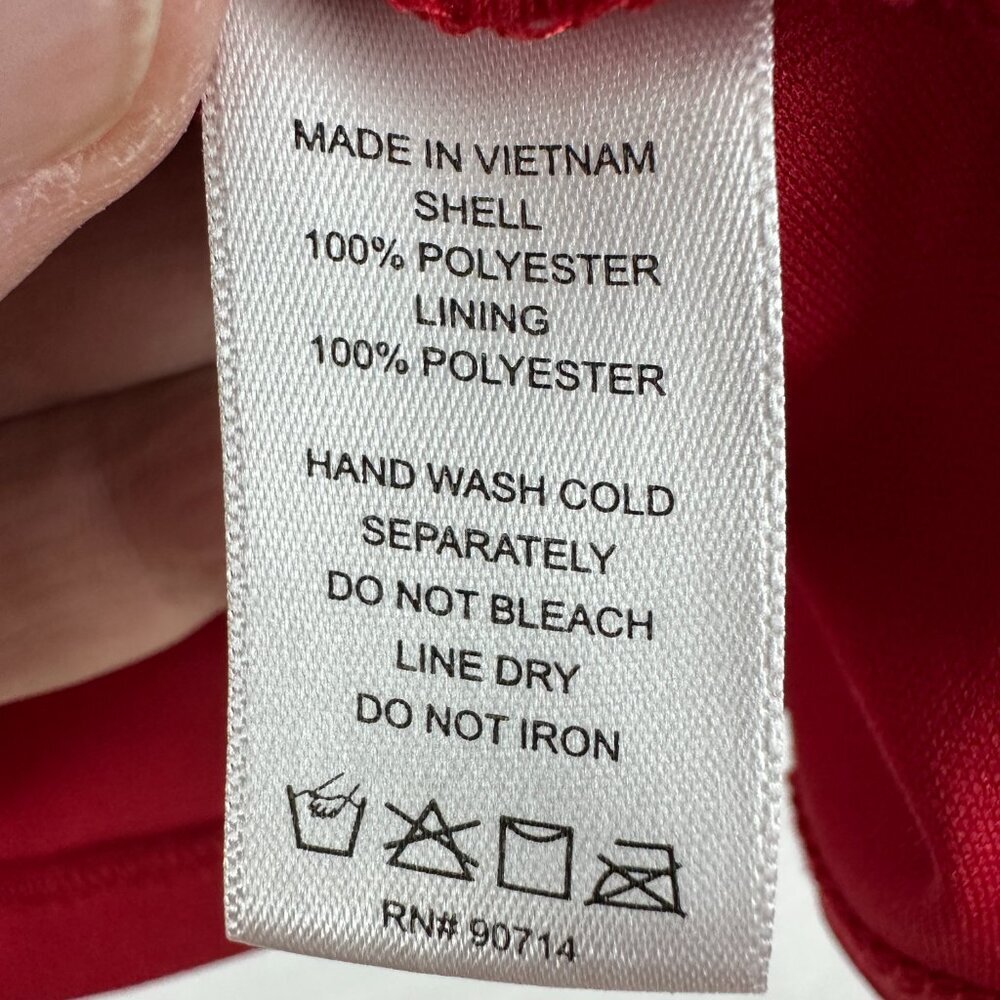 MADE IN VIETNAM
SHELL
100% POLYESTER
LINING
100% POLYESTER
HAND WASH COLD
SEPARATELY
DO NOT BLEACH
LINE DRY
DO NOT IRON
RN# 90714